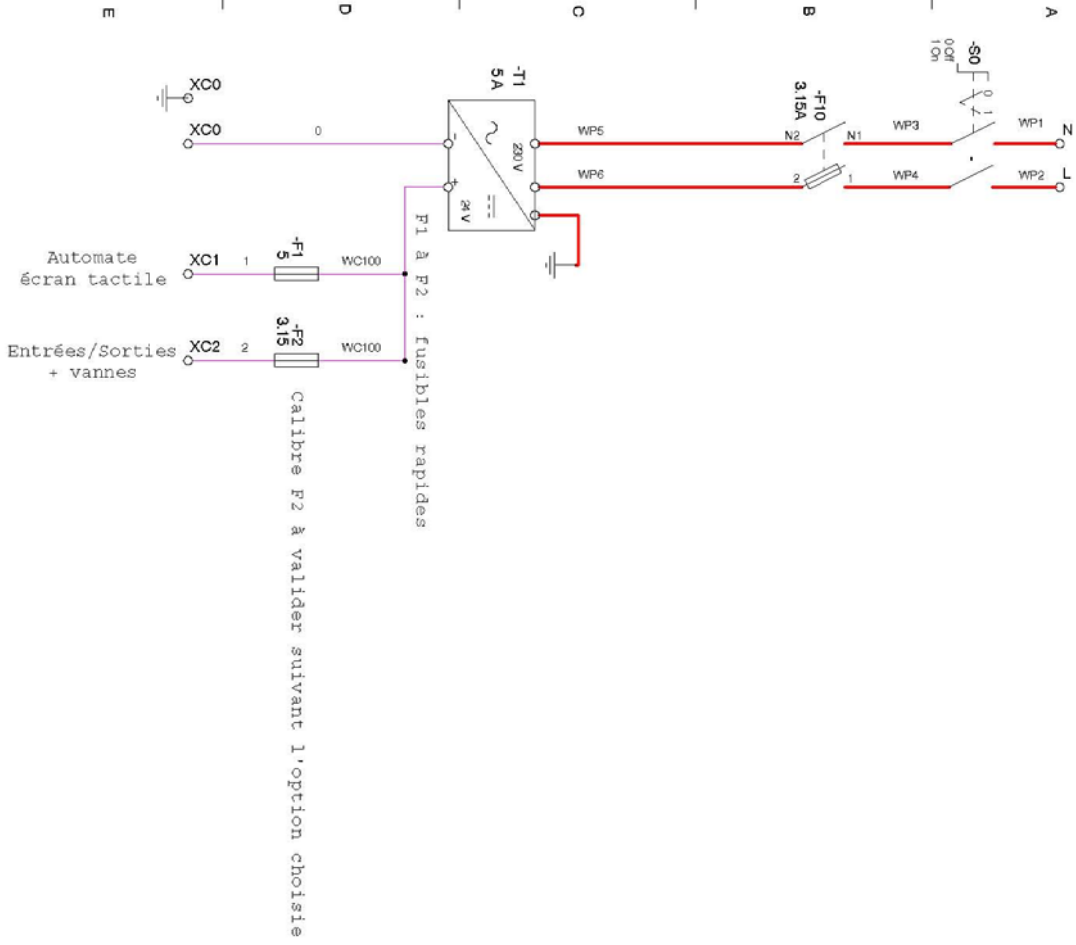 E
D
C
B
A
-S0
0 Off
1 On
0 1
N
L
WP1
WP2
WP3
WP4
-F10
3.15A
N1
N2
1
2
WP5
WP6
-T1
5 A
230 V
24 V
-
+
XC0
XC0
0
Automate
écran tactile
XC1
1
-F1
5
WC100
Entrées/Sorties
+ vannes
XC2
2
-F2
3.15
WC100
F1 à F2 : fusibles rapides
Calibre F2 à valider suivant l'option choisie